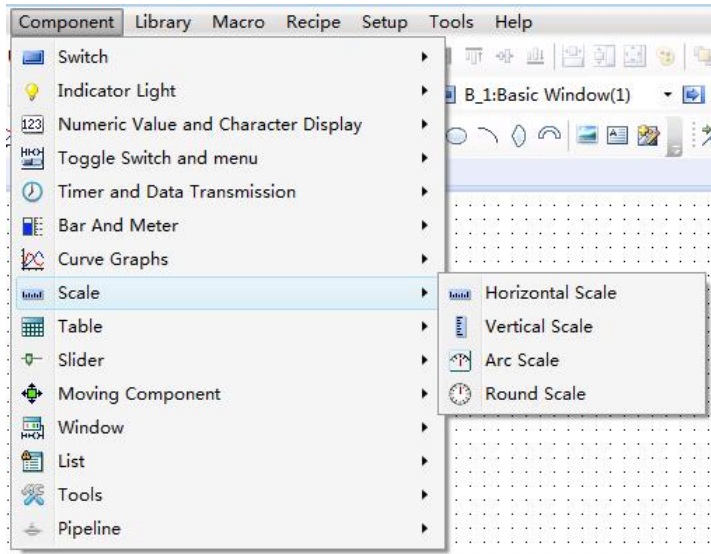 Component Library Macro Recipe Setup Tools Help
Switch
Indicator Light
B_1:Basic Window(1)
123 Numeric Value and Character Display
Toggle Switch and menu
Timer and Data Transmission
Bar And Meter
Curve Graphs
Scale
Horizontal Scale
Table
Vertical Scale
Slider
Arc Scale
Moving Component
Round Scale
Window
List
Tools
Pipeline